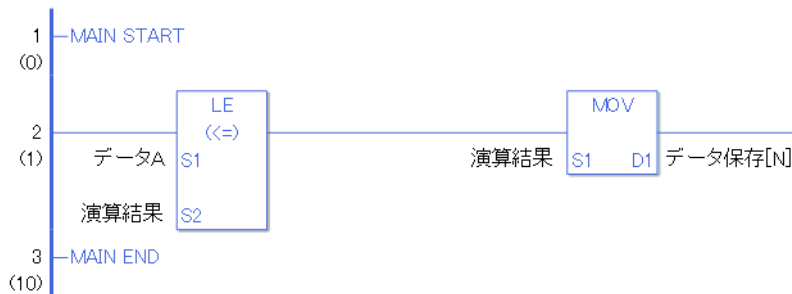 1 MAIN START
(0)
LE MOV
2 (<=)
(1) データA S1 演算結果 S1 D1 データ保存[N]
演算結果 S2
3 MAIN END
(10)